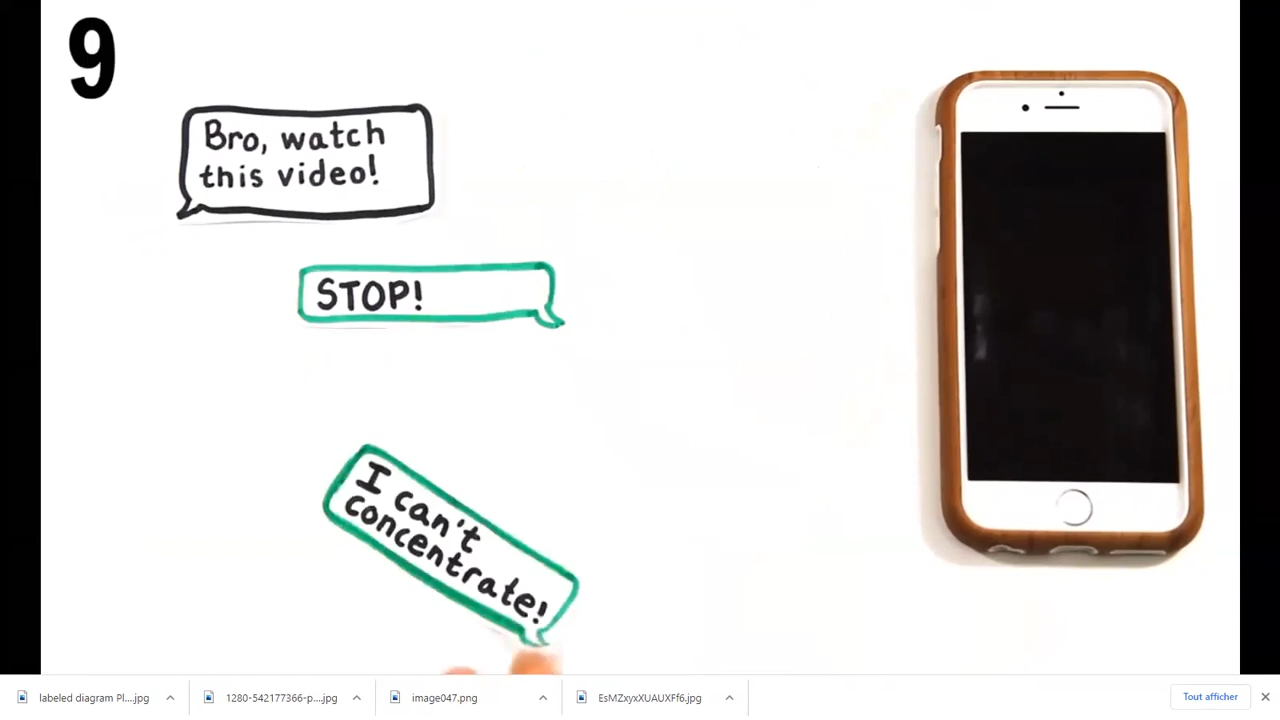 9
Bro, watch
this video!
STOP!
I can't
concentrate!
labeled diagram Pl....jpg
1280-542177366-p....jpg
image047.png
EsMZxyxXUAUXFf6.jpg
Tout afficher